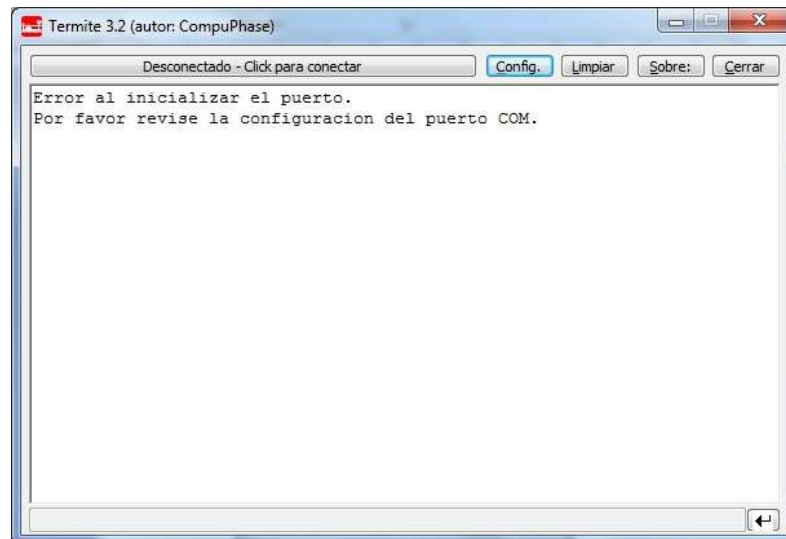 Termite 3.2 (autor: CompuPhase)
Desconectado - Click para conectar Config. Limpiar Sobre: Cerrar
Error al inicializar el puerto.
Por favor revise la configuracion del puerto COM.